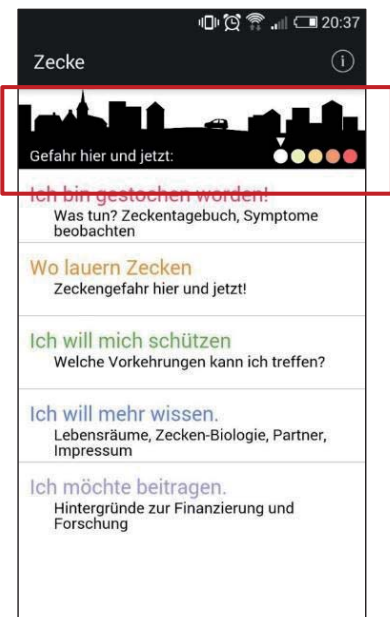 20:37
Zecke
i
Gefahr hier und jetzt:
Ich bin gestochen worden!
Was tun? Zeckentagebuch, Symptome
beobachten
Wo lauern Zecken
Zeckengefahr hier und jetzt!
Ich will mich schützen
Welche Vorkehrungen kann ich treffen?
Ich will mehr wissen.
Lebensräume, Zecken-Biologie, Partner,
Impressum
Ich möchte beitragen.
Hintergründe zur Finanzierung und
Forschung